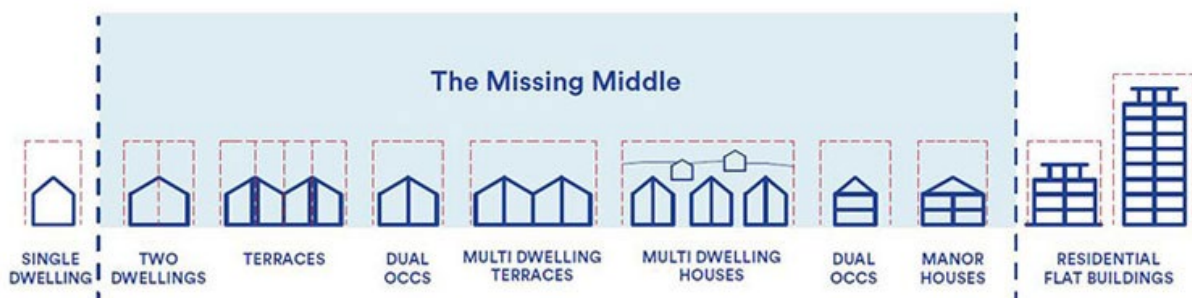 The Missing Middle
SINGLE
DWELLING
TWO
DWELLINGS
TERRACES
DUAL
OCCS
MULTI DWELLING
TERRACES
MULTI DWELLING
HOUSES
DUAL
OCCS
MANOR
HOUSES
RESIDENTIAL
FLAT BUILDINGS